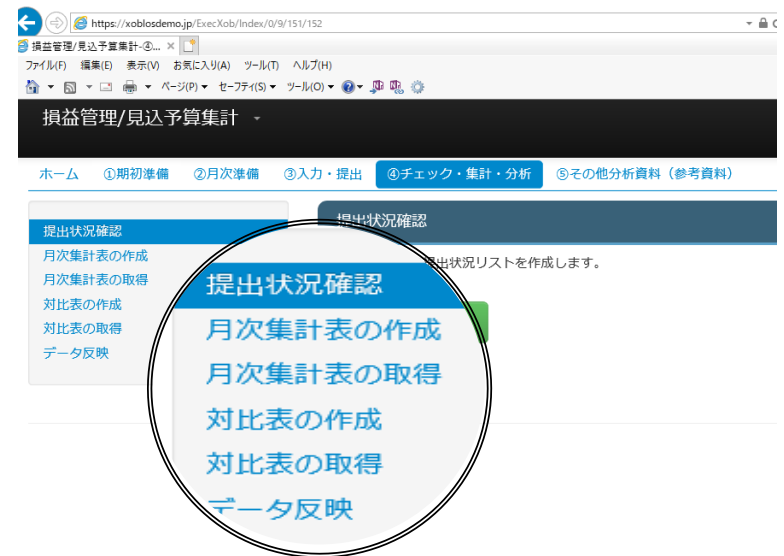 https://xoblosdemo.jp/ExecXob/Index/0/9/151/152
損益管理/見込予算集計-④...
ファイル(F) 編集(E) 表示(V) お気に入り(A) ツール(T) ヘルプ(H)
ページ(P) セーフティ(S) ツール(O)
損益管理/見込予算集計
ホーム ①期初準備 ②月次準備 ③入力・提出 ④チェック・集計・分析 ⑤その他分析資料（参考資料）
提出状況確認
月次集計表の作成
月次集計表の取得
対比表の作成
対比表の取得
データ反映
提出状況確認
出状況リストを作成します。
提出状況確認
月次集計表の作成
月次集計表の取得
対比表の作成
対比表の取得
データ反映